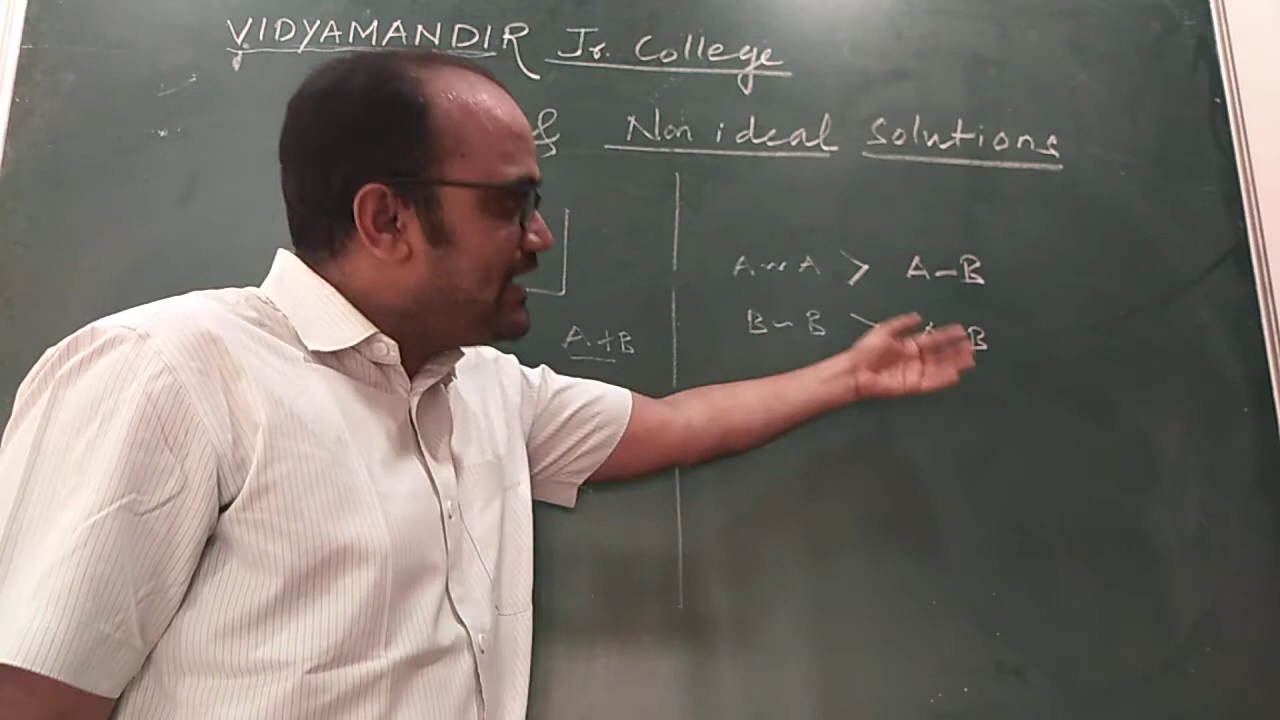 VIDYAMANDIR Jr. College
& Non ideal Solutions
A~A > A-B
B~B > B
A+B